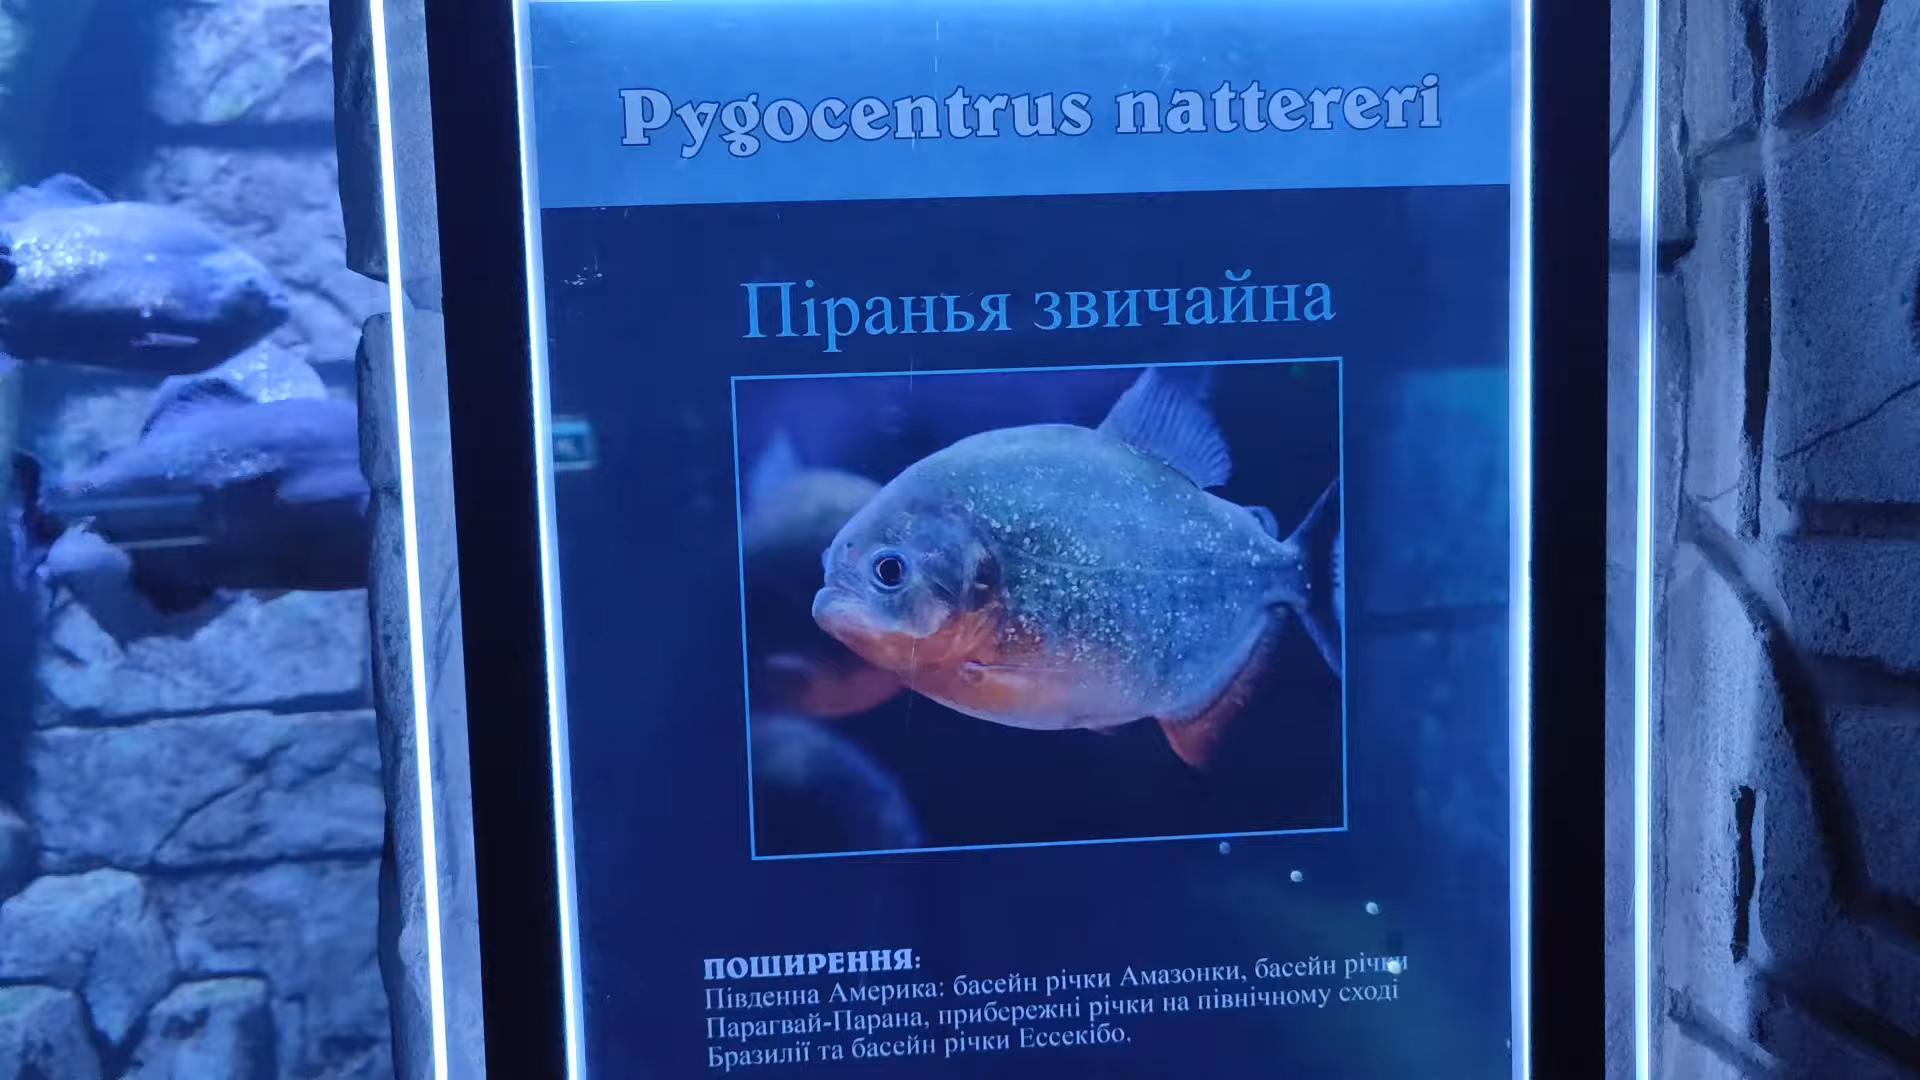 Pygocentrus nattereri
Піранья звичайна
ПОШИРЕННЯ:
Південна Америка: басейн річки Амазонки, басейн річки
Парагвай-Парана, прибережні річки на північному сході
Бразилії та басейн річки Ессекібо.